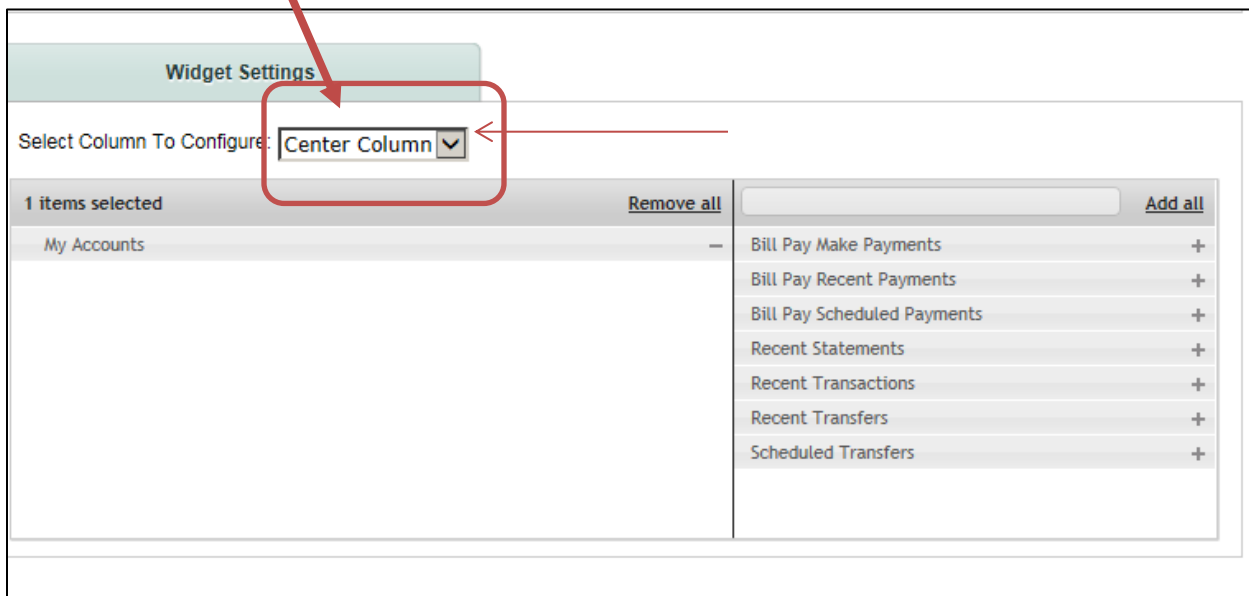 Widget Settings
Select Column To Configure: Center Column
1 items selected Remove all Add all
My Accounts
Bill Pay Make Payments
Bill Pay Recent Payments
Bill Pay Scheduled Payments
Recent Statements
Recent Transactions
Recent Transfers
Scheduled Transfers